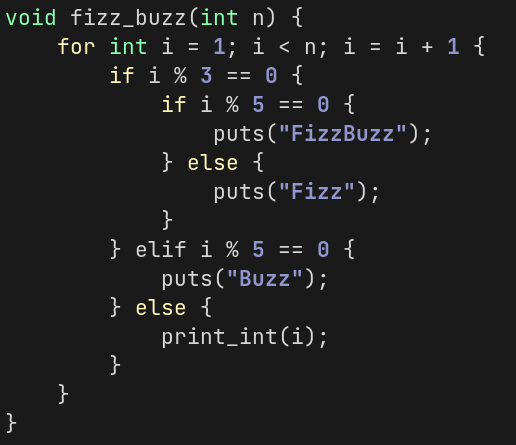 void fizz_buzz(int n) {
    for int i = 1; i < n; i = i + 1 {
        if i % 3 == 0 {
            if i % 5 == 0 {
                puts("FizzBuzz");
            } else {
                puts("Fizz");
            }
        } elif i % 5 == 0 {
            puts("Buzz");
        } else {
            print_int(i);
        }
    }
}